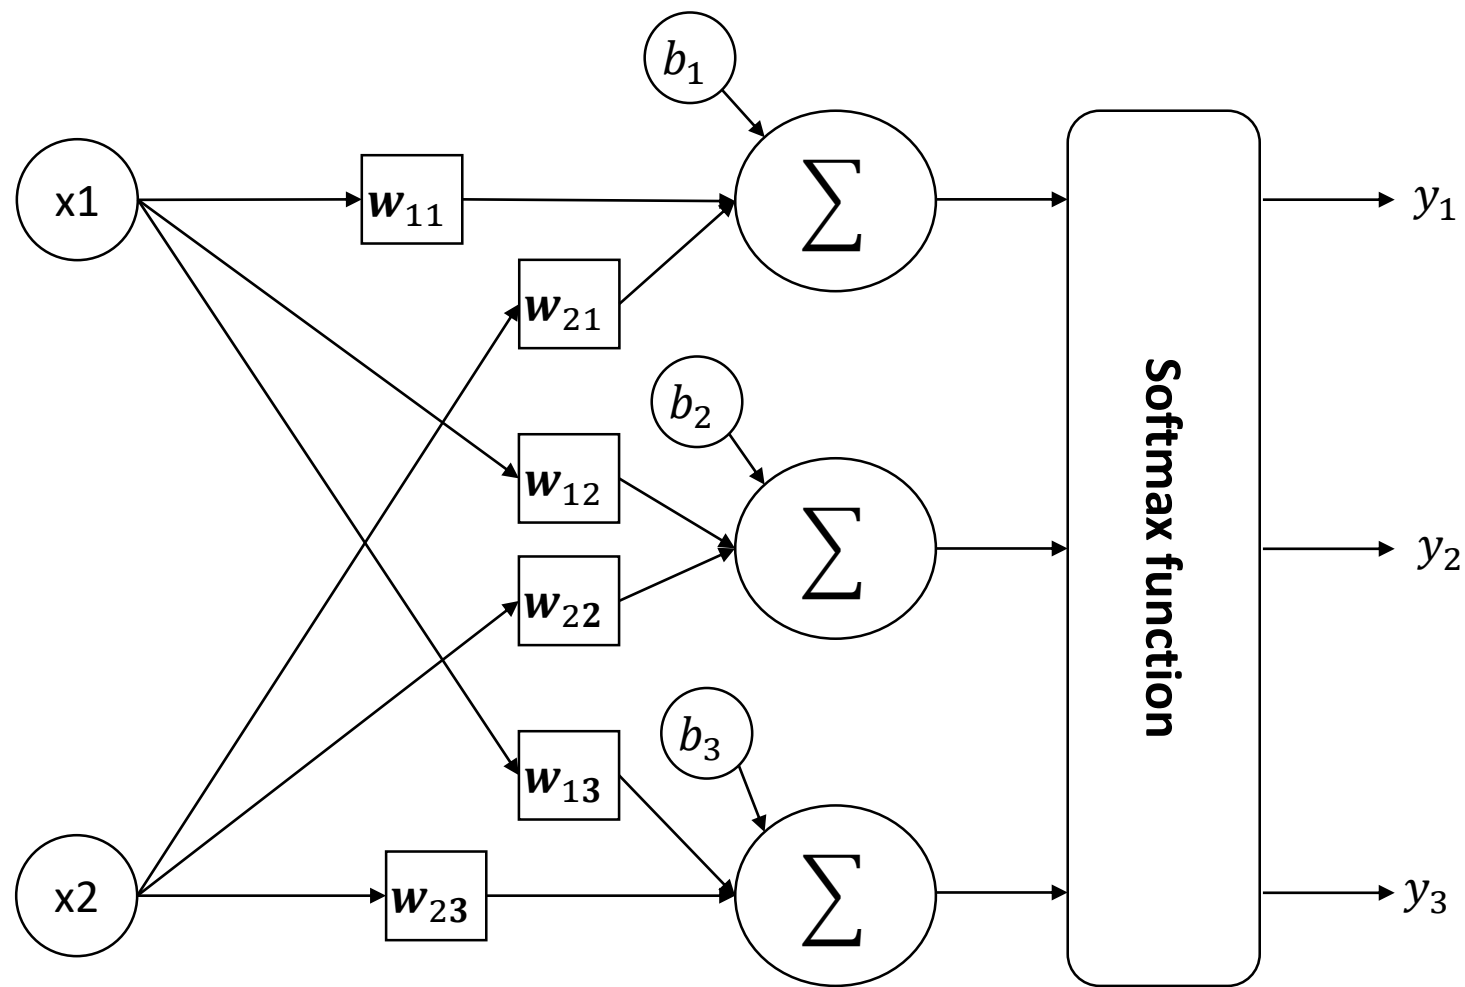 b₁
x1
w₁₁
∑
y₁
w₂₁
b₂
w₁₂
∑
y₂
w₂₂
Softmax function
b₃
w₁₃
x2
w₂₃
∑
y₃